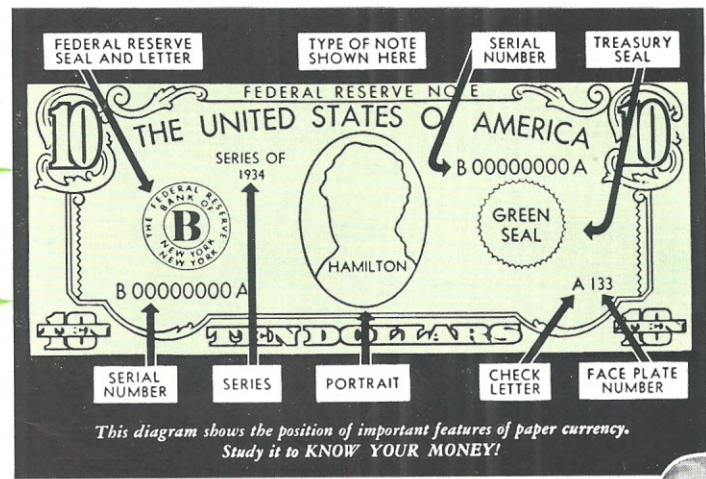 FEDERAL RESERVE
SEAL AND LETTER
TYPE OF NOTE
SHOWN HERE
SERIAL
NUMBER
TREASURY
SEAL
FEDERAL RESERVE NOTE
10
10
THE UNITED STATES OF AMERICA
SERIES OF
1934
B 00000000 A
THE FEDERAL RESERVE
BANK OF
B
NEW YORK
NEW YORK
GREEN
SEAL
HAMILTON
B 00000000 A
A 133
10 TEN
TEN DOLLARS
10 TEN
SERIAL
NUMBER
SERIES
PORTRAIT
CHECK
LETTER
FACE PLATE
NUMBER
This diagram shows the position of important features of paper currency.
Study it to KNOW YOUR MONEY!